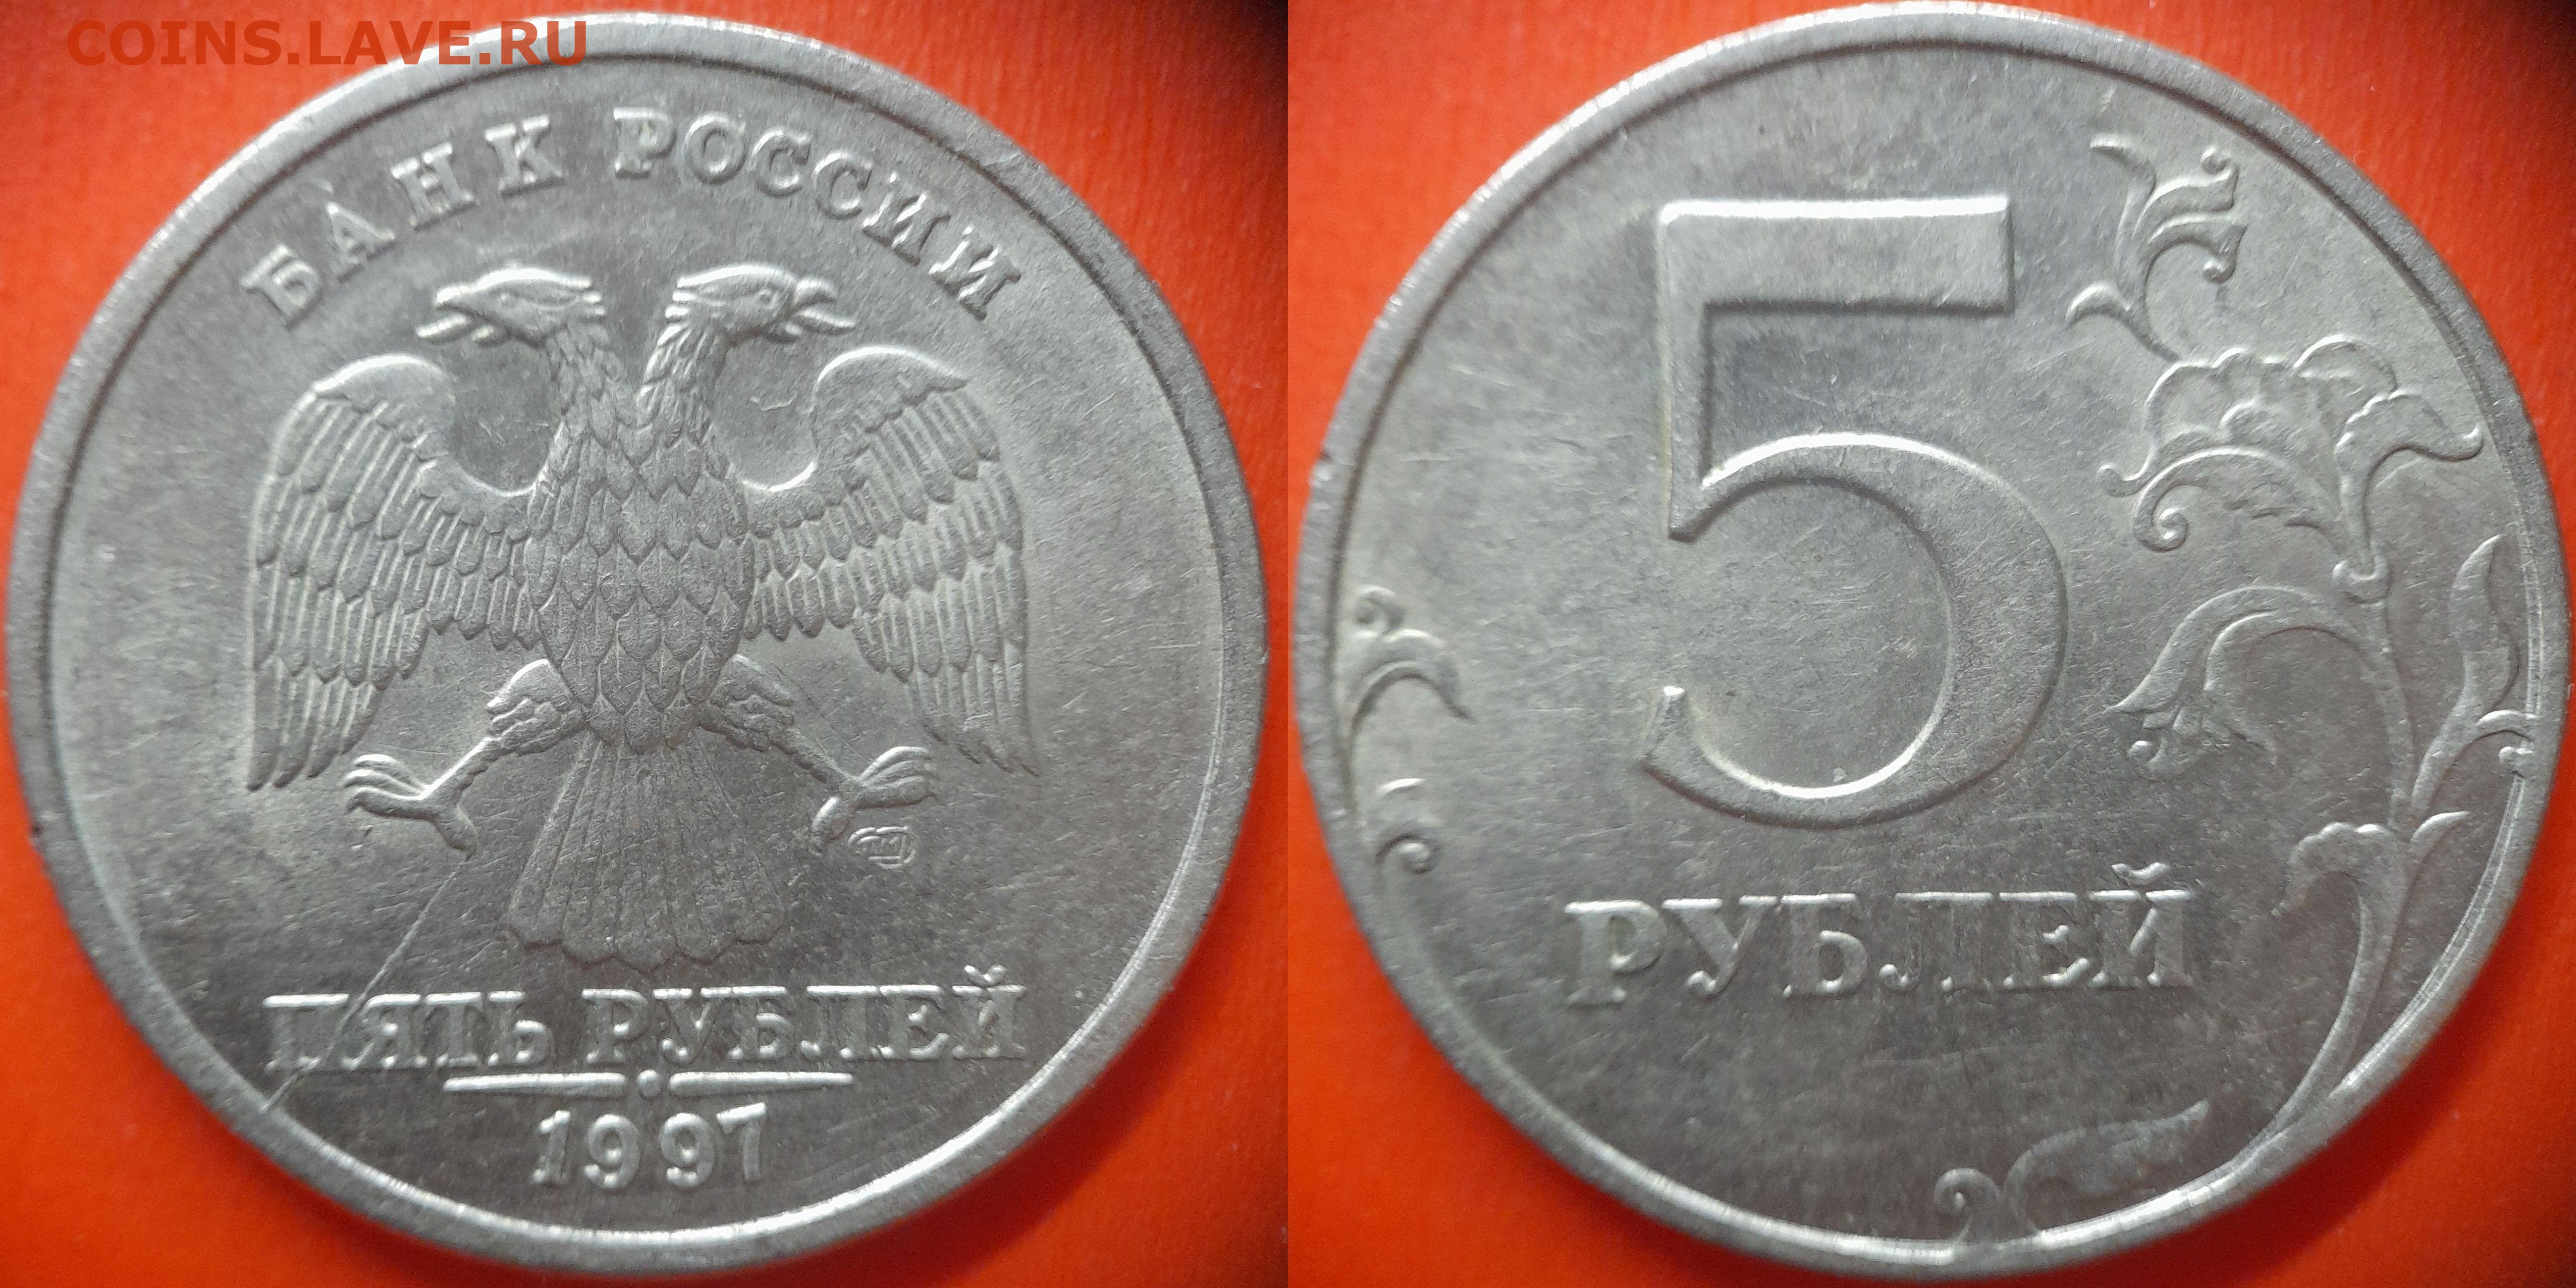 COINS.LAVE.RU
БАНК РОССИИ
ПЯТЬ РУБЛЕЙ
1997
5
РУБЛЕЙ